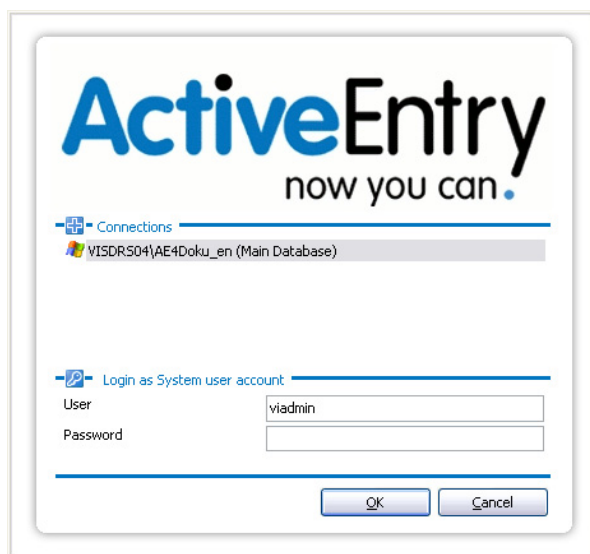 ActiveEntry
now you can.
Connections
VISDRS04\AE4Doku_en (Main Database)
Login as System user account
User viadmin
Password
OK Cancel